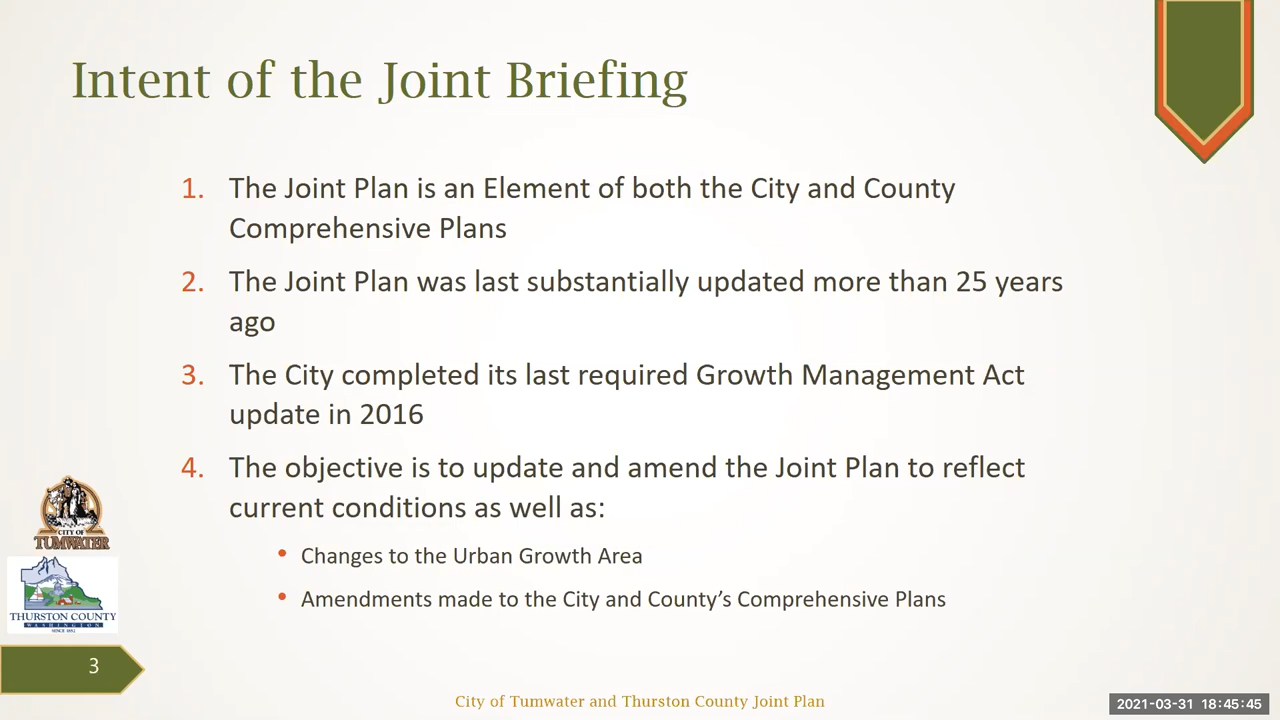 Intent of the Joint Briefing
1. The Joint Plan is an Element of both the City and County
Comprehensive Plans
2. The Joint Plan was last substantially updated more than 25 years
ago
3. The City completed its last required Growth Management Act
update in 2016
4. The objective is to update and amend the Joint Plan to reflect
current conditions as well as:
• Changes to the Urban Growth Area
• Amendments made to the City and County’s Comprehensive Plans
CITY OF
TUMWATER
THURSTON COUNTY
WASHINGTON
SINCE 1852
3
City of Tumwater and Thurston County Joint Plan
2021-03-31 18:45:45